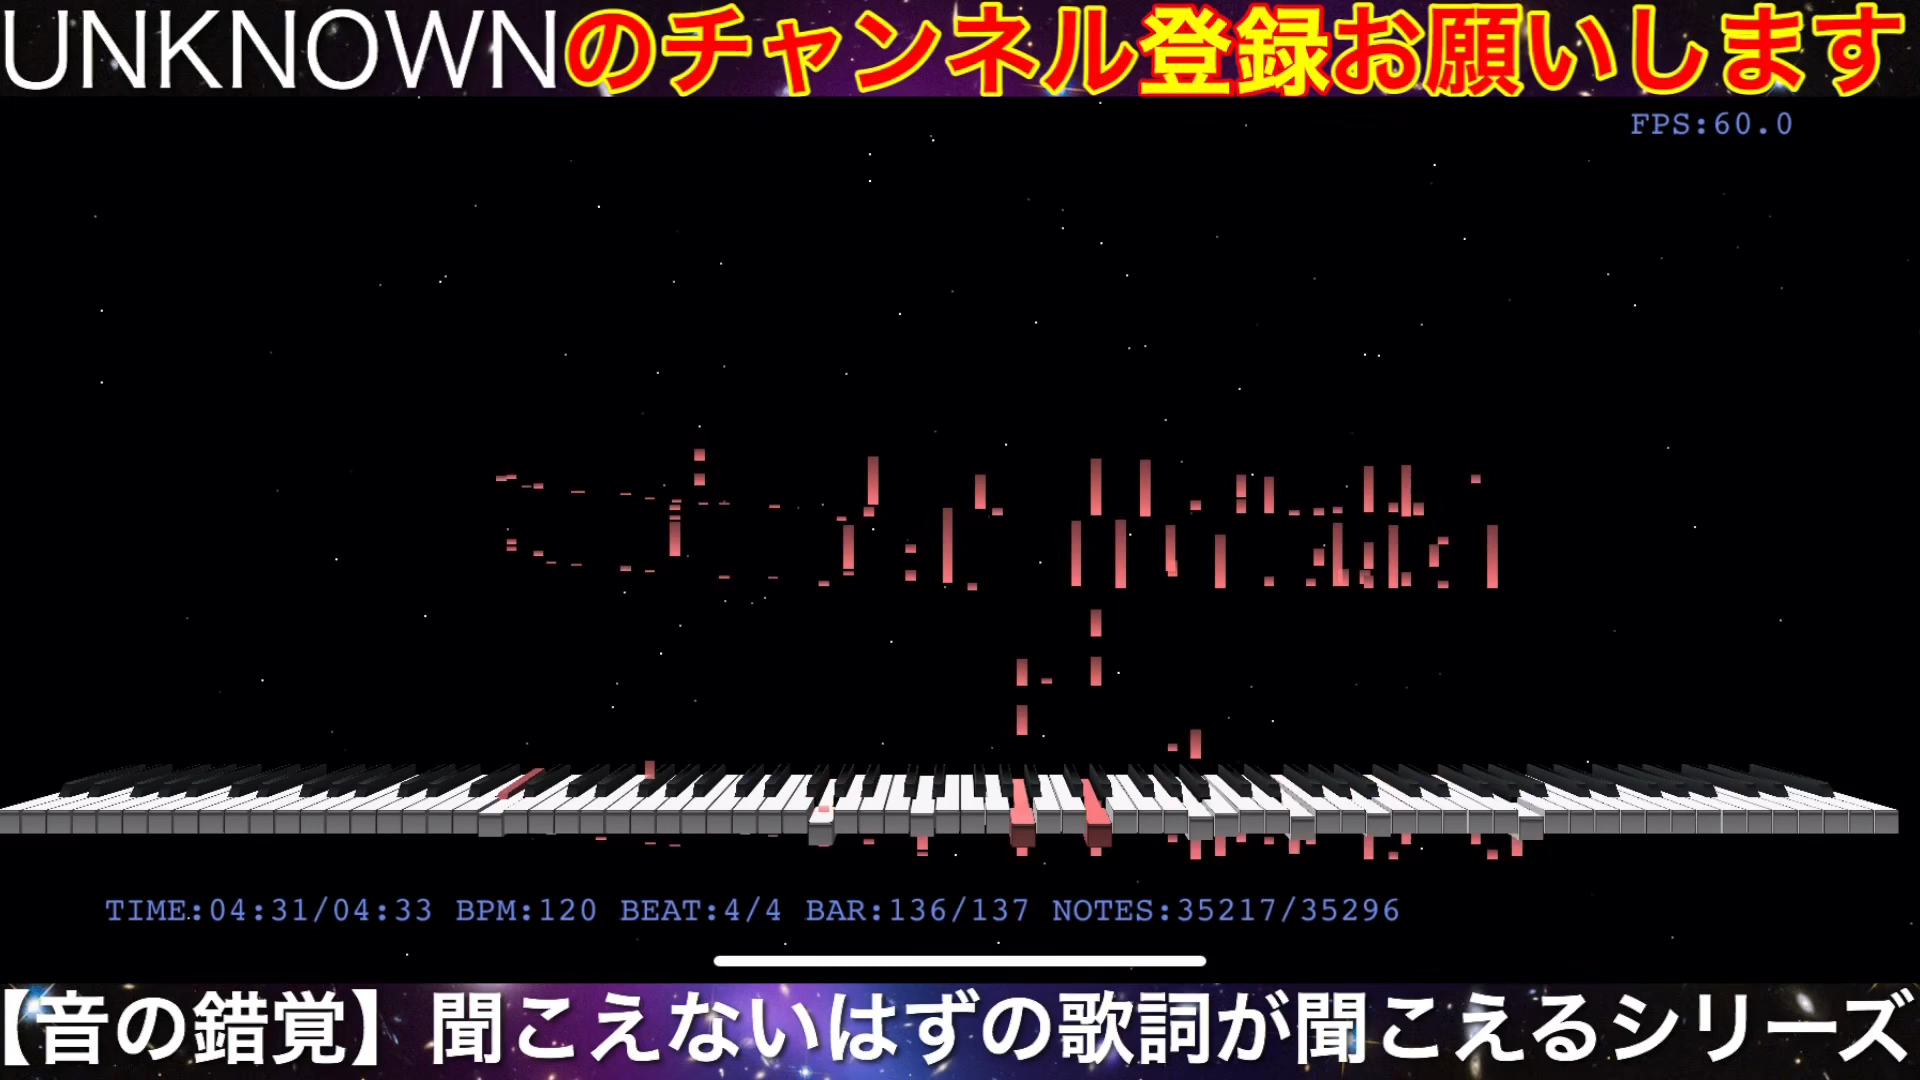 UNKNOWNのチャンネル登録お願いします
FPS:60.0
TIME:04:31/04:33 BPM:120 BEAT:4/4 BAR:136/137 NOTES:35217/35296
【音の錯覚】聞こえないはずの歌詞が聞こえるシリーズ